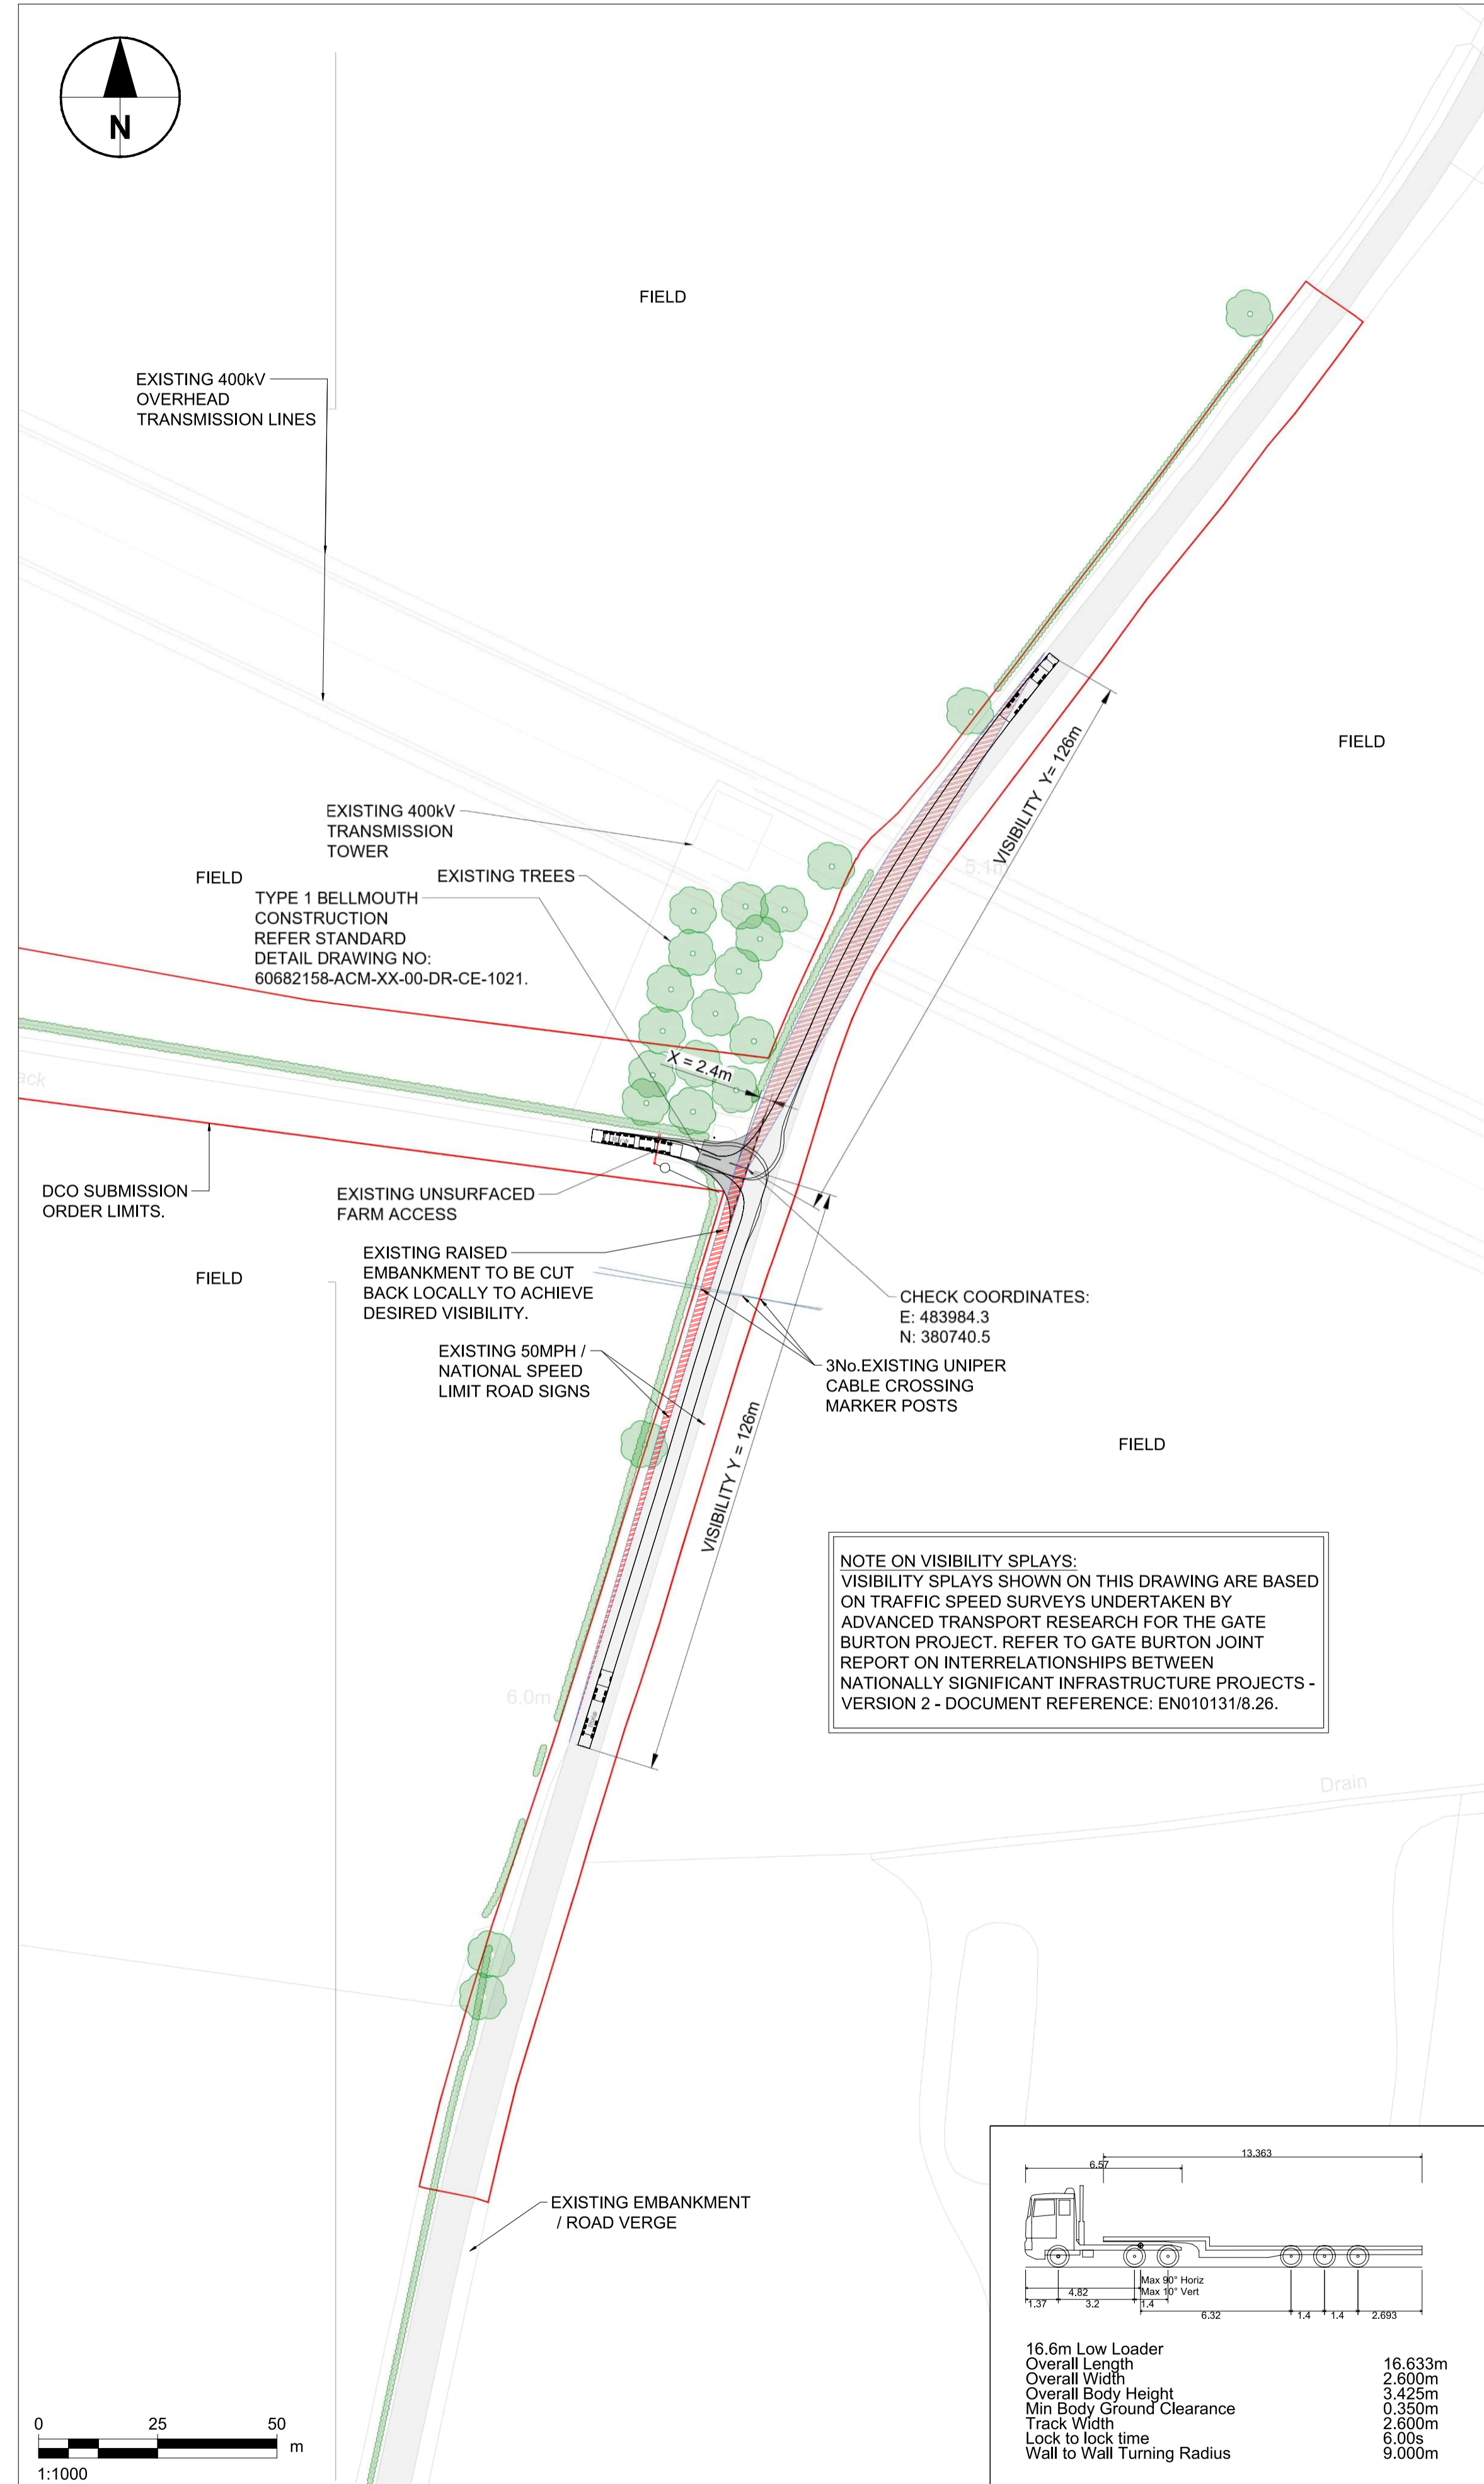 N
FIELD
EXISTING 400kV
OVERHEAD
TRANSMISSION LINES
FIELD
VISIBILITY Y= 126m
EXISTING 400kV
TRANSMISSION
TOWER
5.1m
FIELD
EXISTING TREES
TYPE 1 BELLMOUTH
CONSTRUCTION
REFER STANDARD
DETAIL DRAWING NO:
60682158-ACM-XX-00-DR-CE-1021.
X = 2.4m
ack
DCO SUBMISSION
ORDER LIMITS.
EXISTING UNSURFACED
FARM ACCESS
EXISTING RAISED
EMBANKMENT TO BE CUT
BACK LOCALLY TO ACHIEVE
DESIRED VISIBILITY.
FIELD
CHECK COORDINATES:
E: 483984.3
N: 380740.5
EXISTING 50MPH /
NATIONAL SPEED
LIMIT ROAD SIGNS
3No.EXISTING UNIPER
CABLE CROSSING
MARKER POSTS
VISIBILITY Y = 126m
FIELD
NOTE ON VISIBILITY SPLAYS:
VISIBILITY SPLAYS SHOWN ON THIS DRAWING ARE BASED
ON TRAFFIC SPEED SURVEYS UNDERTAKEN BY
ADVANCED TRANSPORT RESEARCH FOR THE GATE
BURTON PROJECT. REFER TO GATE BURTON JOINT
REPORT ON INTERRELATIONSHIPS BETWEEN
NATIONALLY SIGNIFICANT INFRASTRUCTURE PROJECTS -
VERSION 2 - DOCUMENT REFERENCE: EN010131/8.26.
6.0m
Drain
EXISTING EMBANKMENT
/ ROAD VERGE
13.363
6.57
Max 90° Horiz
4.82 Max 10° Vert
1.37 3.2 1.4
6.32 1.4 1.4 2.693
16.6m Low Loader
Overall Length 16.633m
Overall Width 2.600m
Overall Body Height 3.425m
Min Body Ground Clearance 0.350m
Track Width 2.600m
Lock to lock time 6.00s
Wall to Wall Turning Radius 9.000m
0 25 50
m
1:1000